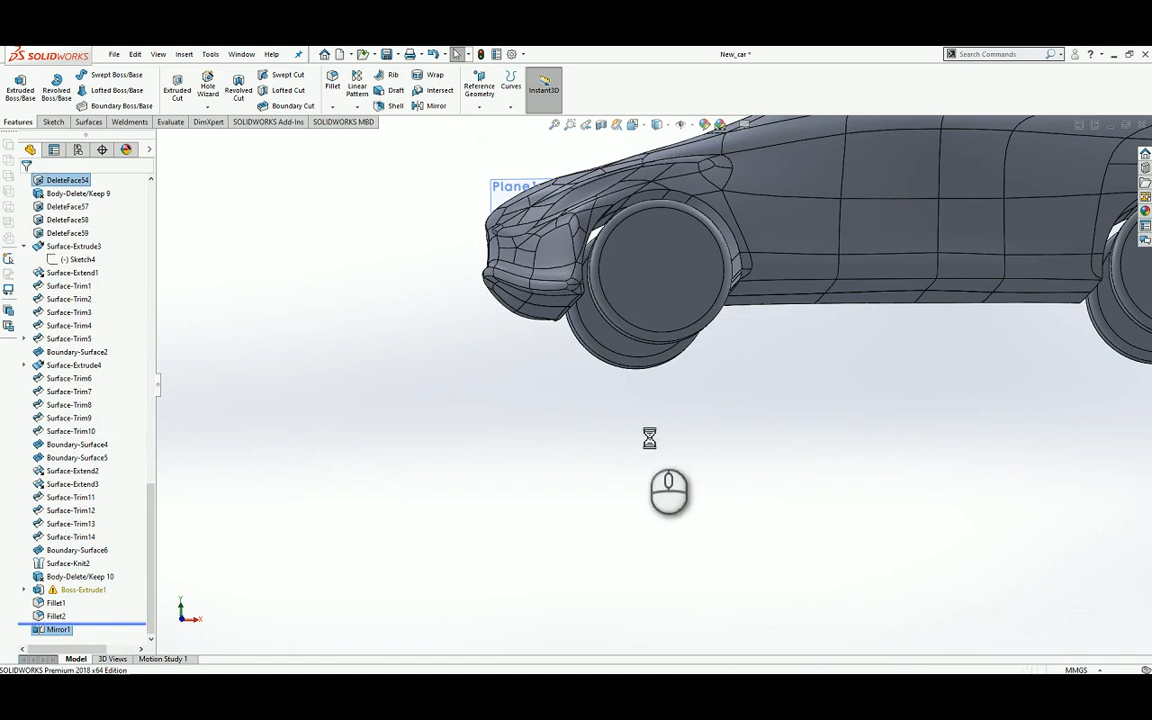 SOLIDWORKS File Edit View Insert Tools Window Help New_car * Search Commands
Extruded Boss/Base Revolved Boss/Base Swept Boss/Base Lofted Boss/Base Boundary Boss/Base Extruded Cut Hole Wizard Revolved Cut Swept Cut Lofted Cut Boundary Cut Fillet Linear Pattern Rib Draft Shell Wrap Intersect Mirror Reference Geometry Curves Instant3D
Features Sketch Surfaces Weldments Evaluate DimXpert SOLIDWORKS Add-Ins SOLIDWORKS MBD
DeleteFace54
Plane
Body-Delete/Keep 9
DeleteFace57
DeleteFace58
DeleteFace59
Surface-Extrude3
(-) Sketch4
Surface-Extend1
Surface-Trim1
Surface-Trim2
Surface-Trim3
Surface-Trim4
Surface-Trim5
Boundary-Surface2
Surface-Extrude4
Surface-Trim6
Surface-Trim7
Surface-Trim8
Surface-Trim9
Surface-Trim10
Boundary-Surface4
Boundary-Surface5
Surface-Extend2
Surface-Extend3
Surface-Trim11
Surface-Trim12
Surface-Trim13
Surface-Trim14
Boundary-Surface6
Surface-Knit2
Body-Delete/Keep 10
Boss-Extrude1
Fillet1
Fillet2
Mirror1
Y
X
Model 3D Views Motion Study 1
SOLIDWORKS Premium 2018 x64 Edition MMGS